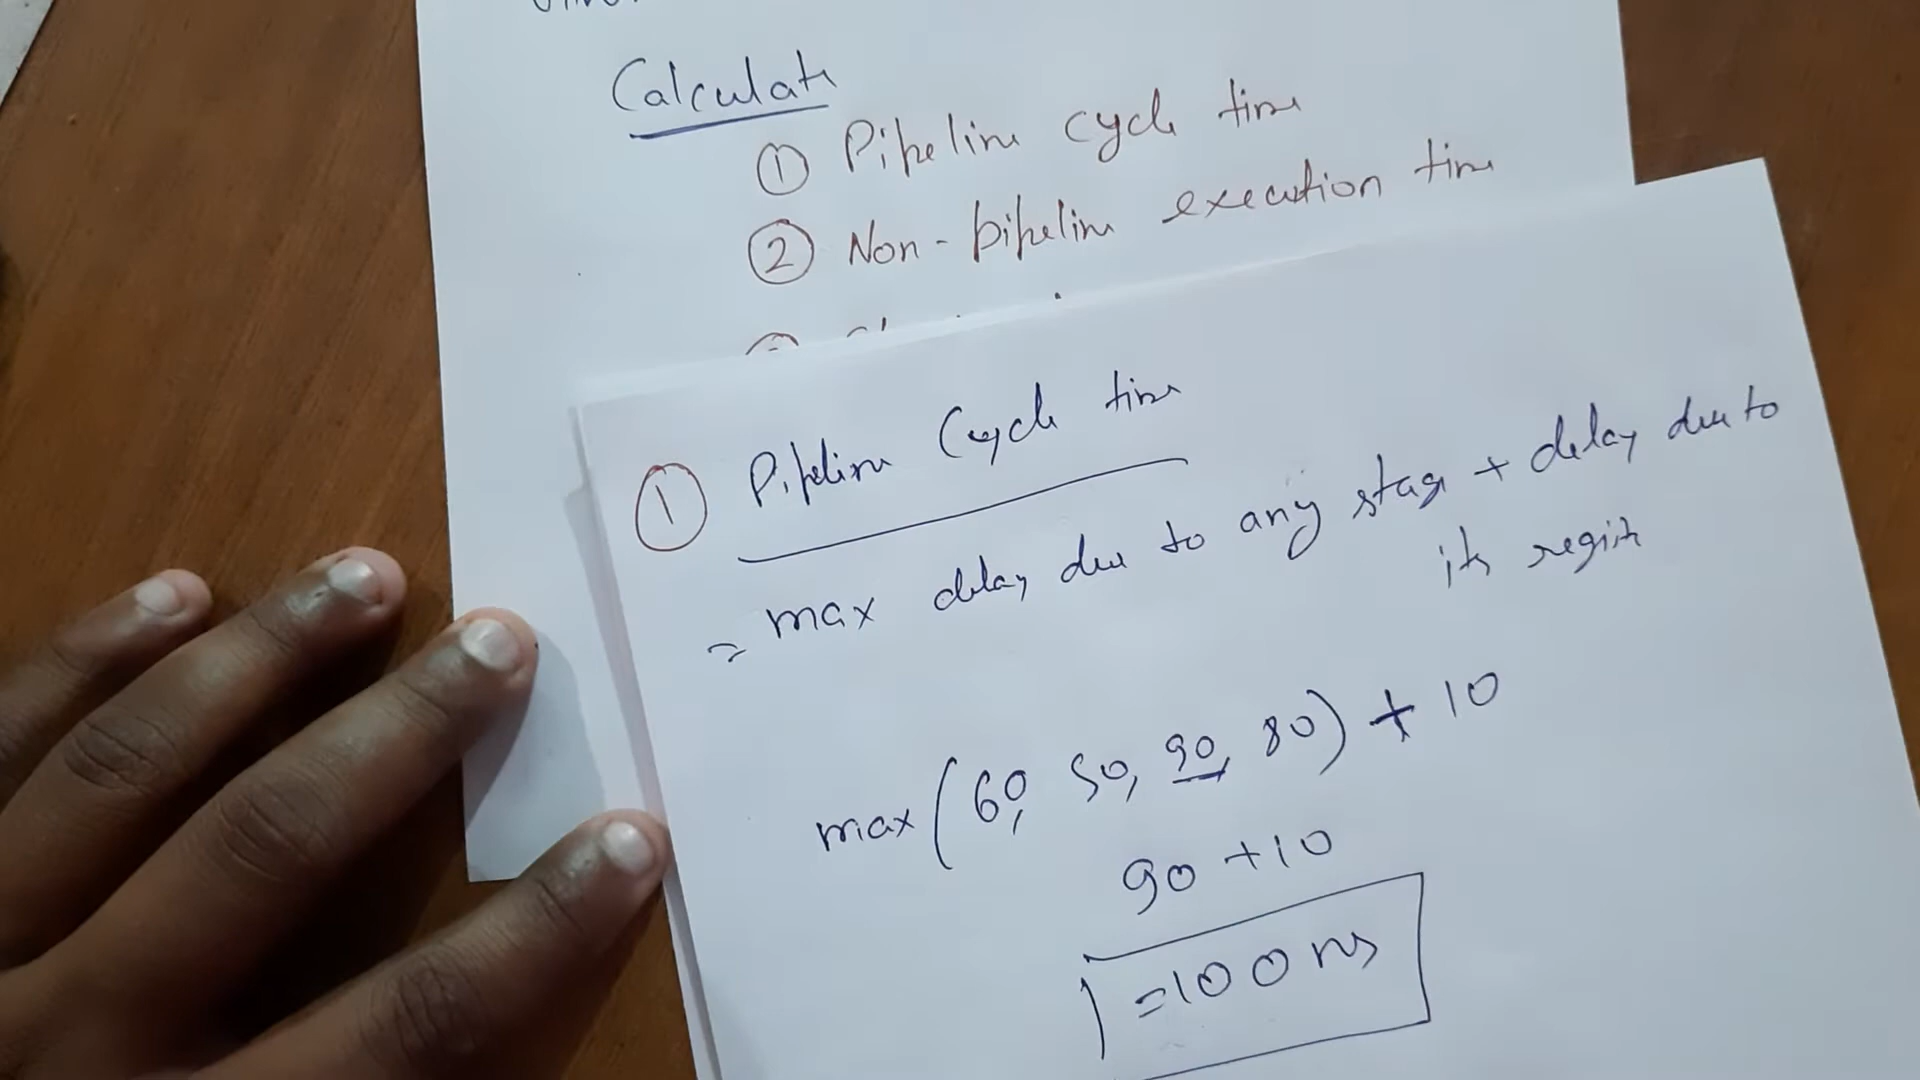 Calculate
① Pipeline cycle time
② Non-pipeline execution time
① Pipeline Cycle time
= max delay due to any stage + delay due to
its register
max (60, 50, 90, 80) + 10
90 + 10
= 100 ns